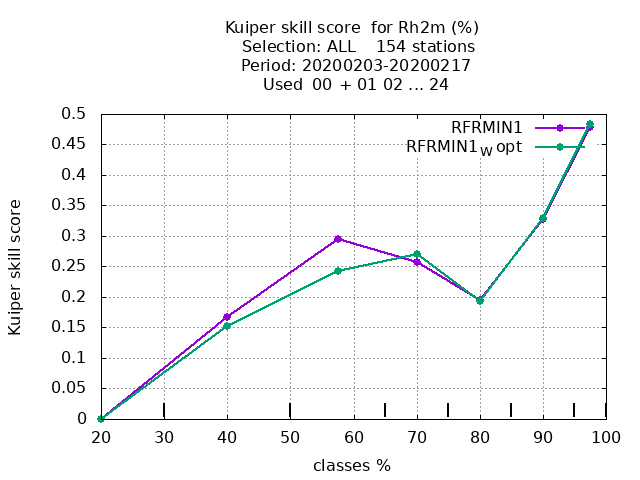 Kuiper skill score for Rh2m (%)
Selection: ALL 154 stations
Period: 20200203-20200217
Used 00 + 01 02 ... 24
RFRMIN1
RFRMIN1W opt
Kuiper skill score
0.5
0.45
0.4
0.35
0.3
0.25
0.2
0.15
0.1
0.05
0
20 30 40 50 60 70 80 90 100
classes %